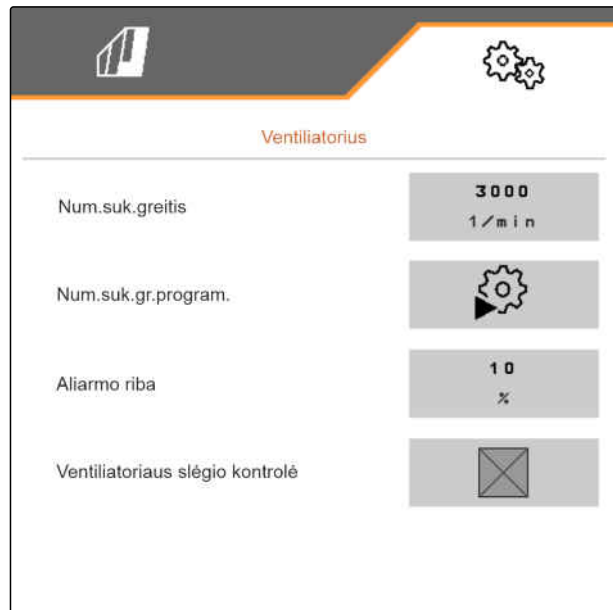 Ventiliatorius
Num.suk.greitis
3000
1/min
Num.suk.gr.program.
Aliarmo riba
10
%
Ventiliatoriaus slėgio kontrolė